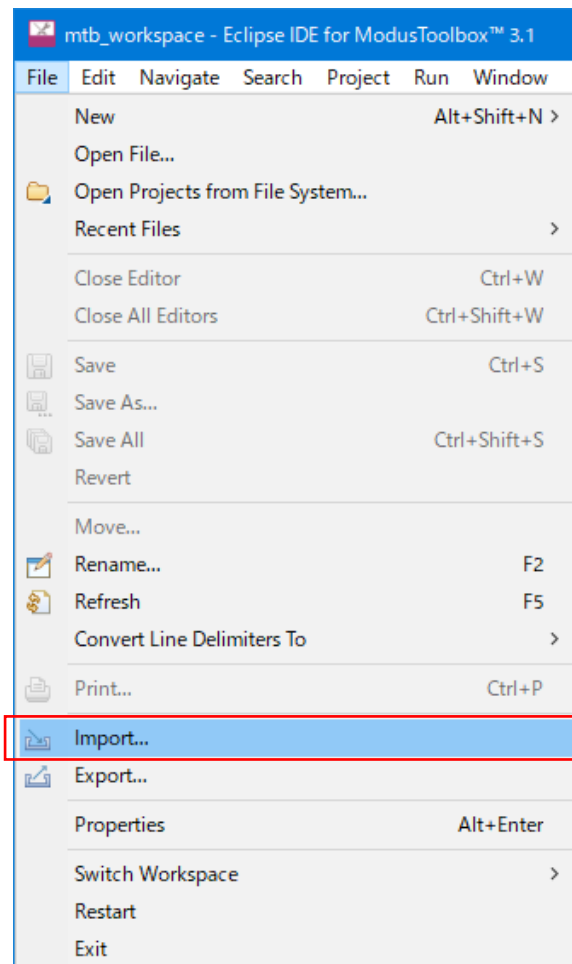 mtb_workspace - Eclipse IDE for ModusToolbox™ 3.1
File Edit Navigate Search Project Run Window
New Alt+Shift+N >
Open File...
Open Projects from File System...
Recent Files >
Close Editor Ctrl+W
Close All Editors Ctrl+Shift+W
Save Ctrl+S
Save As...
Save All Ctrl+Shift+S
Revert
Move...
Rename... F2
Refresh F5
Convert Line Delimiters To >
Print... Ctrl+P
Import...
Export...
Properties Alt+Enter
Switch Workspace >
Restart
Exit